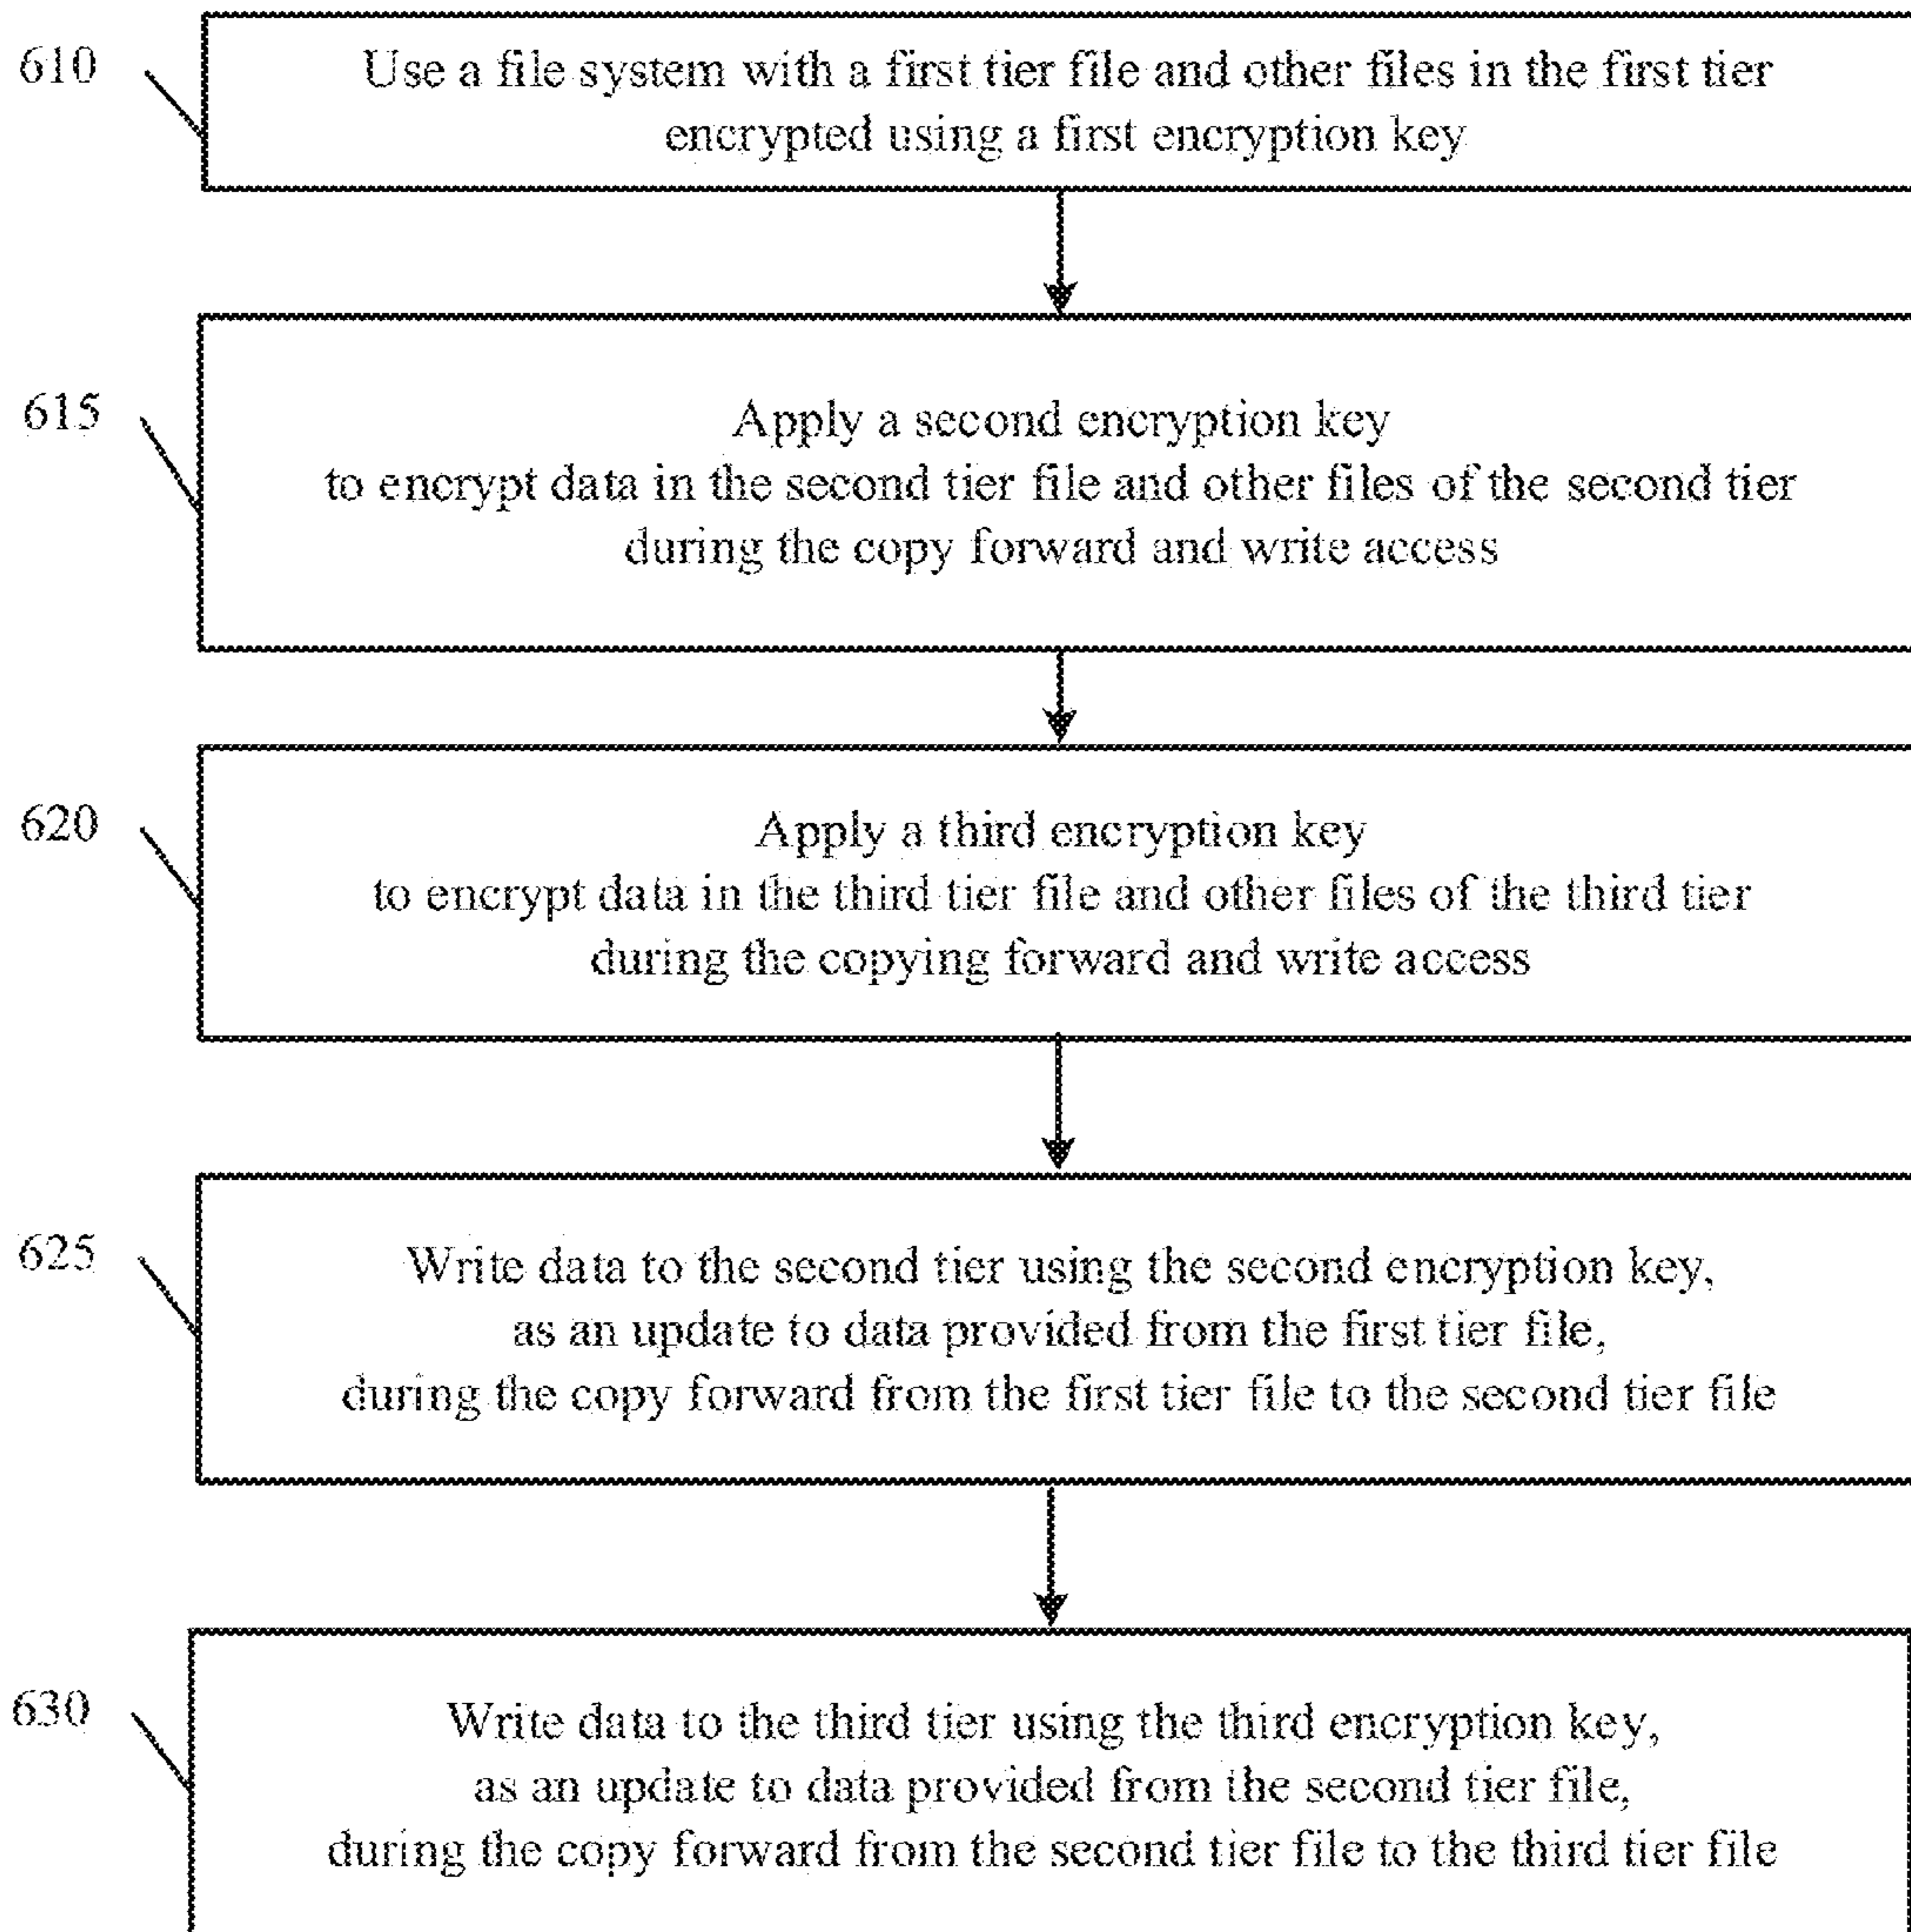 610
Use a file system with a first tier file and other files in the first tier
encrypted using a first encryption key
615
Apply a second encryption key
to encrypt data in the second tier file and other files of the second tier
during the copy forward and write access
620
Apply a third encryption key
to encrypt data in the third tier file and other files of the third tier
during the copying forward and write access
625
Write data to the second tier using the second encryption key,
as an update to data provided from the first tier file,
during the copy forward from the first tier file to the second tier file
630
Write data to the third tier using the third encryption key,
as an update to data provided from the second tier file,
during the copy forward from the second tier file to the third tier file